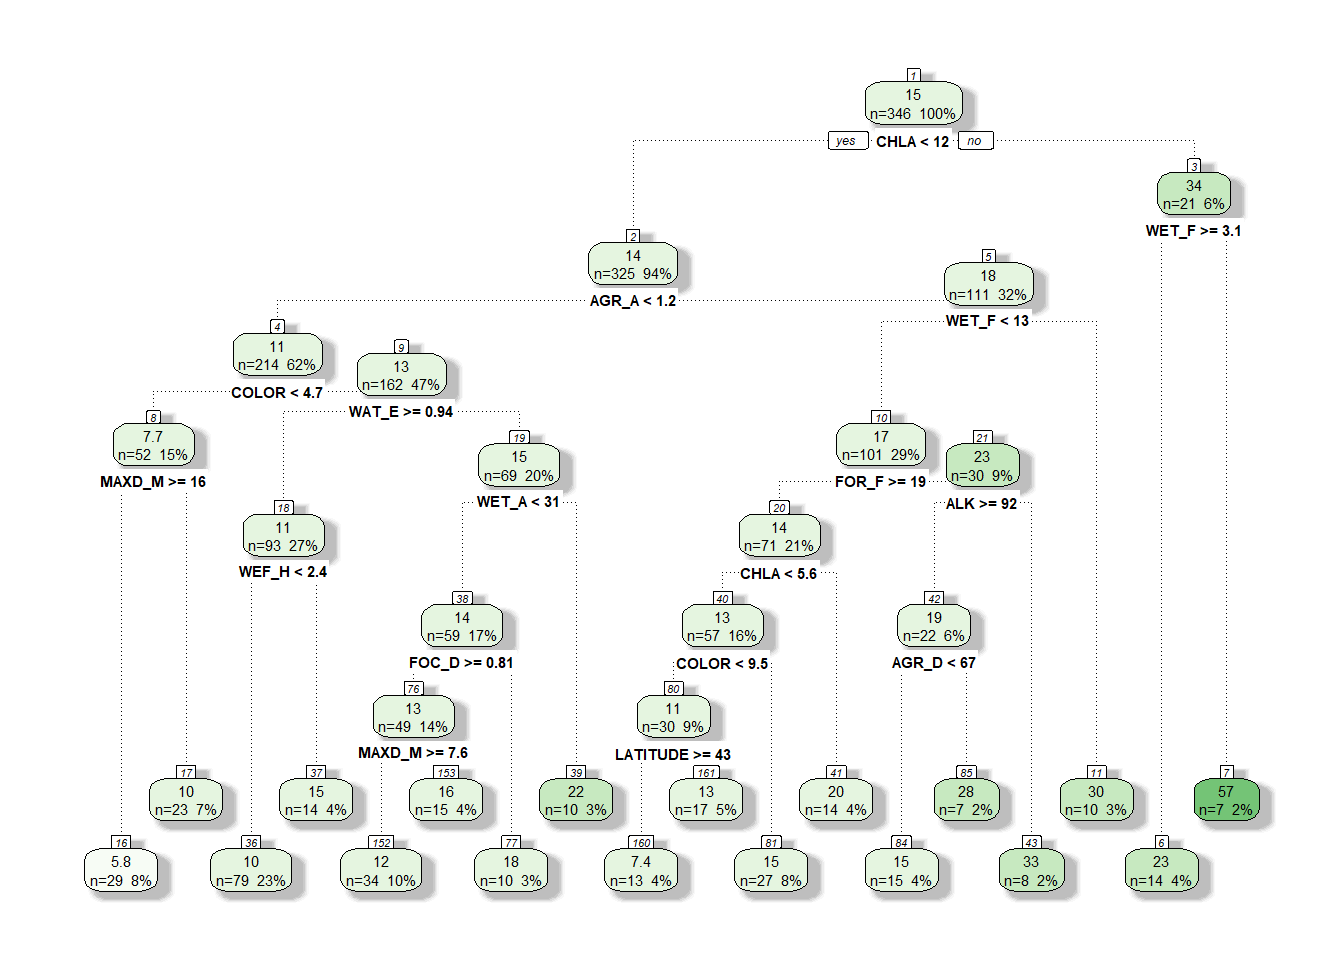 1
15
n=346 100%
yes CHLA < 12 no
3
34
n=21 6%
WET_F >= 3.1
2
14
n=325 94%
AGR_A < 1.2
5
18
n=111 32%
WET_F < 13
4
11
n=214 62%
COLOR < 4.7
9
13
n=162 47%
WAT_E >= 0.94
8
7.7
n=52 15%
MAXD_M >= 16
19
15
n=69 20%
WET_A < 31
10
17
n=101 29%
FOR_F >= 19
21
23
n=30 9%
ALK >= 92
18
11
n=93 27%
WEF_H < 2.4
20
14
n=71 21%
CHLA < 5.6
38
14
n=59 17%
FOC_D >= 0.81
40
13
n=57 16%
COLOR < 9.5
42
19
n=22 6%
AGR_D < 67
76
13
n=49 14%
MAXD_M >= 7.6
80
11
n=30 9%
LATITUDE >= 43
17
10
n=23 7%
37
15
n=14 4%
153
16
n=15 4%
39
22
n=10 3%
161
13
n=17 5%
41
20
n=14 4%
85
28
n=7 2%
11
30
n=10 3%
7
57
n=7 2%
16
5.8
n=29 8%
36
10
n=79 23%
152
12
n=34 10%
77
18
n=10 3%
160
7.4
n=13 4%
81
15
n=27 8%
84
15
n=15 4%
43
33
n=8 2%
6
23
n=14 4%